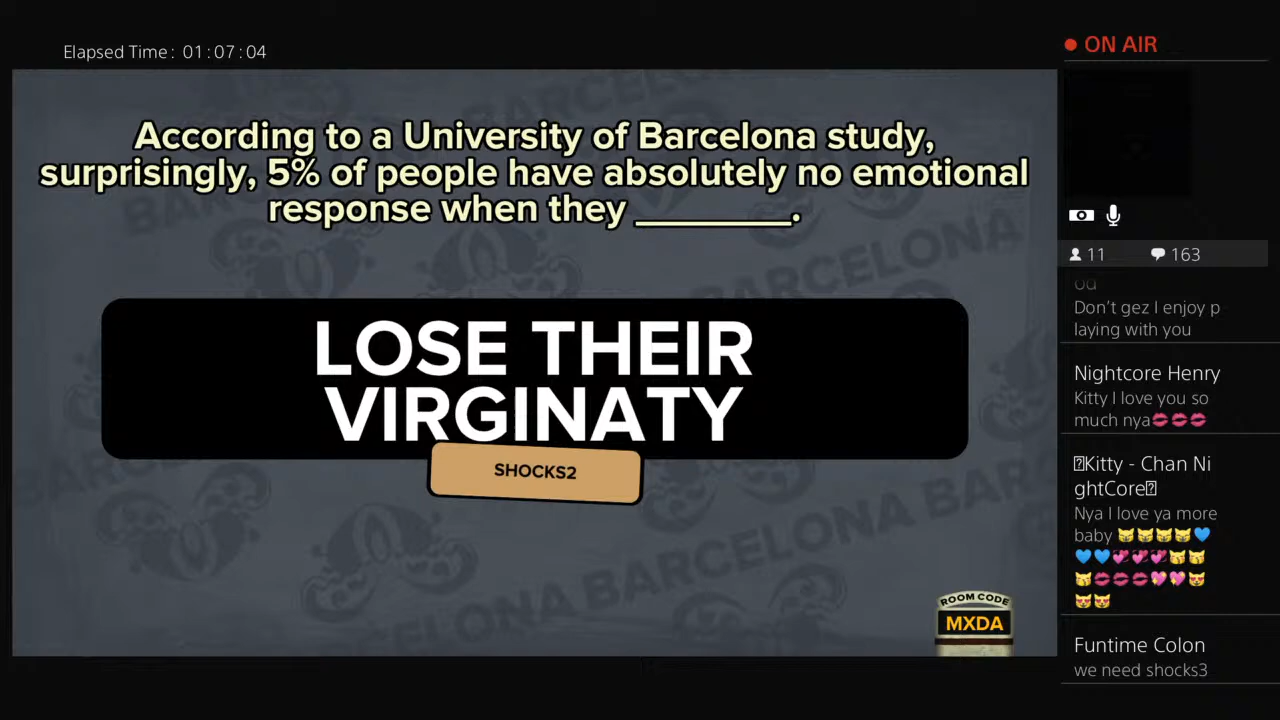 Elapsed Time: 01:07:04
ON AIR
According to a University of Barcelona study,
surprisingly, 5% of people have absolutely no emotional
response when they ________.
LOSE THEIR
VIRGINATY
SHOCKS2
ROOM CODE
MXDA
11
163
Don't gez I enjoy p
laying with you
Nightcore Henry
Kitty I love you so
much nya💋💋💋
Kitty - Chan Ni
ghtCore
Nya I love ya more
baby 😸😸😸😸💙
💙💙💞💞💞😽😽
😽💋💋💋💖💖😻
😻😻
Funtime Colon
we need shocks3
BARCELONA